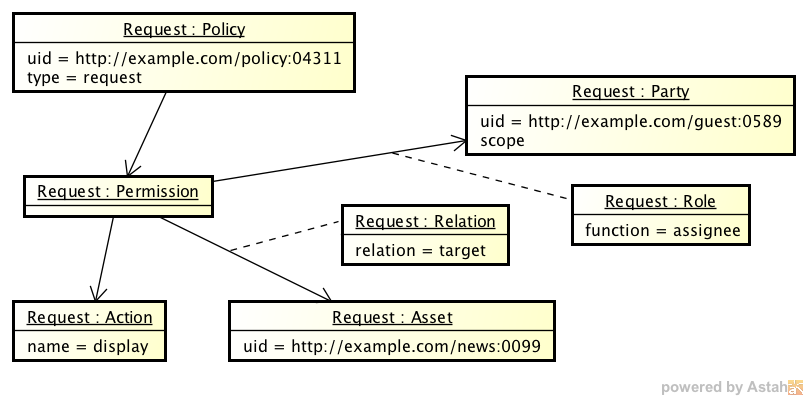 Request : Policy
uid = http://example.com/policy:04311
type = request
Request : Party
uid = http://example.com/guest:0589
scope
Request : Permission
Request : Role
function = assignee
Request : Relation
relation = target
Request : Action
name = display
Request : Asset
uid = http://example.com/news:0099
powered by Astah